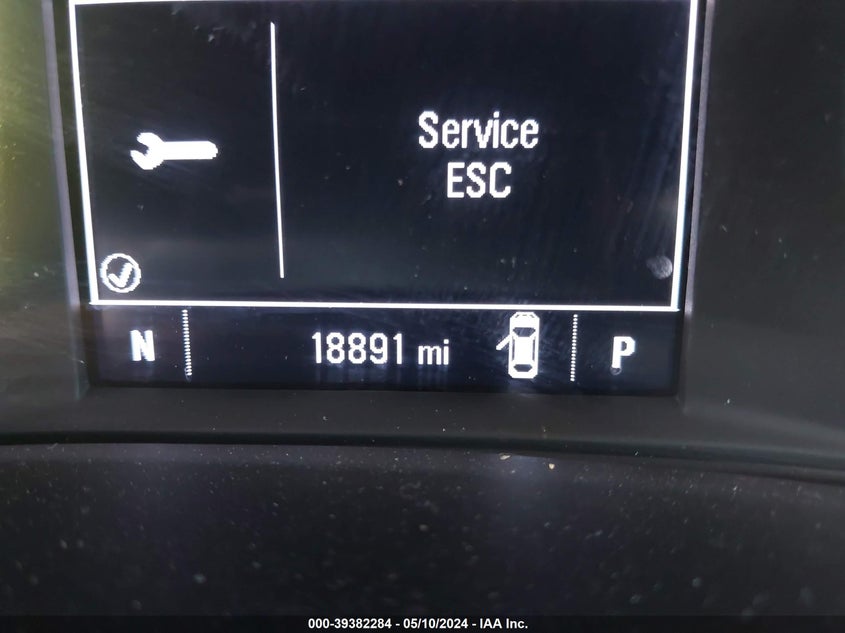 Service
ESC
N 18891 mi P
000-39382284 - 05/10/2024 - IAA Inc.